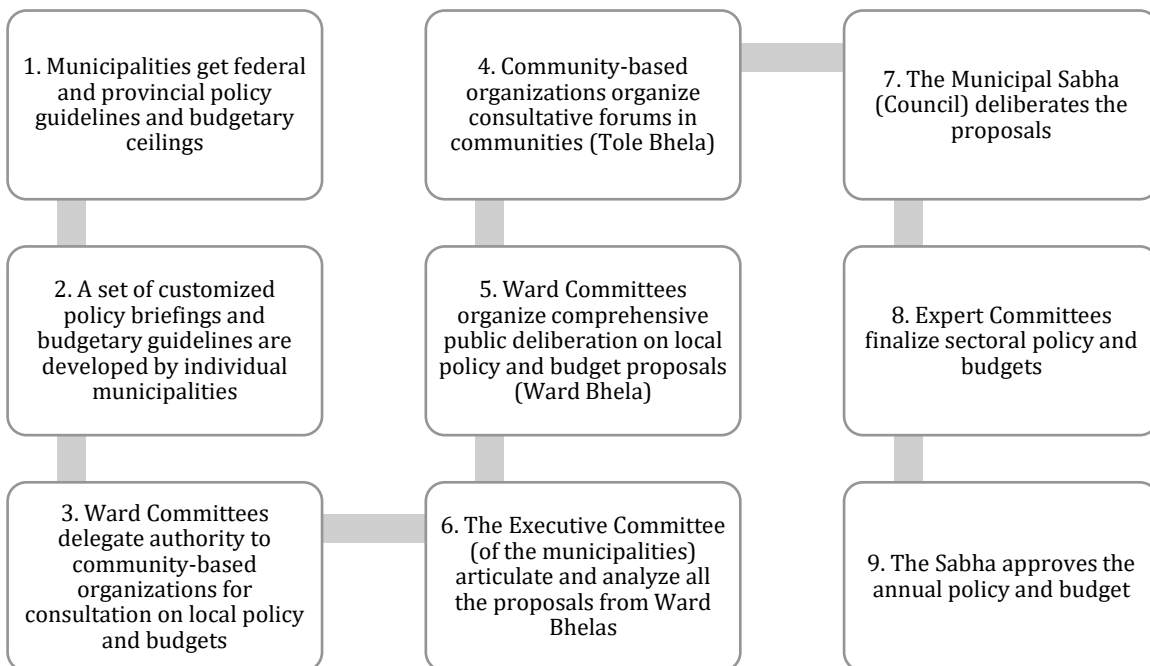 1. Municipalities get federal
and provincial policy
guidelines and budgetary
ceilings
2. A set of customized
policy briefings and
budgetary guidelines are
developed by individual
municipalities
3. Ward Committees
delegate authority to
community-based
organizations for
consultation on local policy
and budgets
4. Community-based
organizations organize
consultative forums in
communities (Tole Bhela)
5. Ward Committees
organize comprehensive
public deliberation on local
policy and budget proposals
(Ward Bhela)
6. The Executive Committee
(of the municipalities)
articulate and analyze all
the proposals from Ward
Bhelas
7. The Municipal Sabha
(Council) deliberates the
proposals
8. Expert Committees
finalize sectoral policy and
budgets
9. The Sabha approves the
annual policy and budget